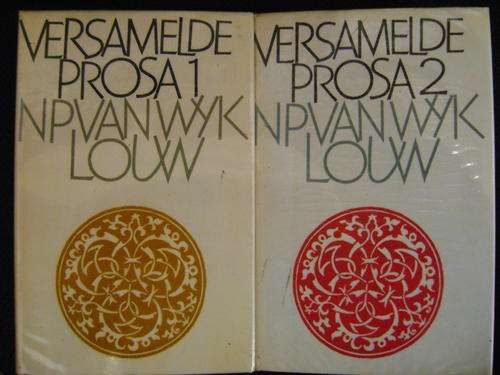 VERSAMELDE
PROSA 1
N P VAN WYK
LOUW
VERSAMELDE
PROSA 2
N P VAN WYK
LOUW